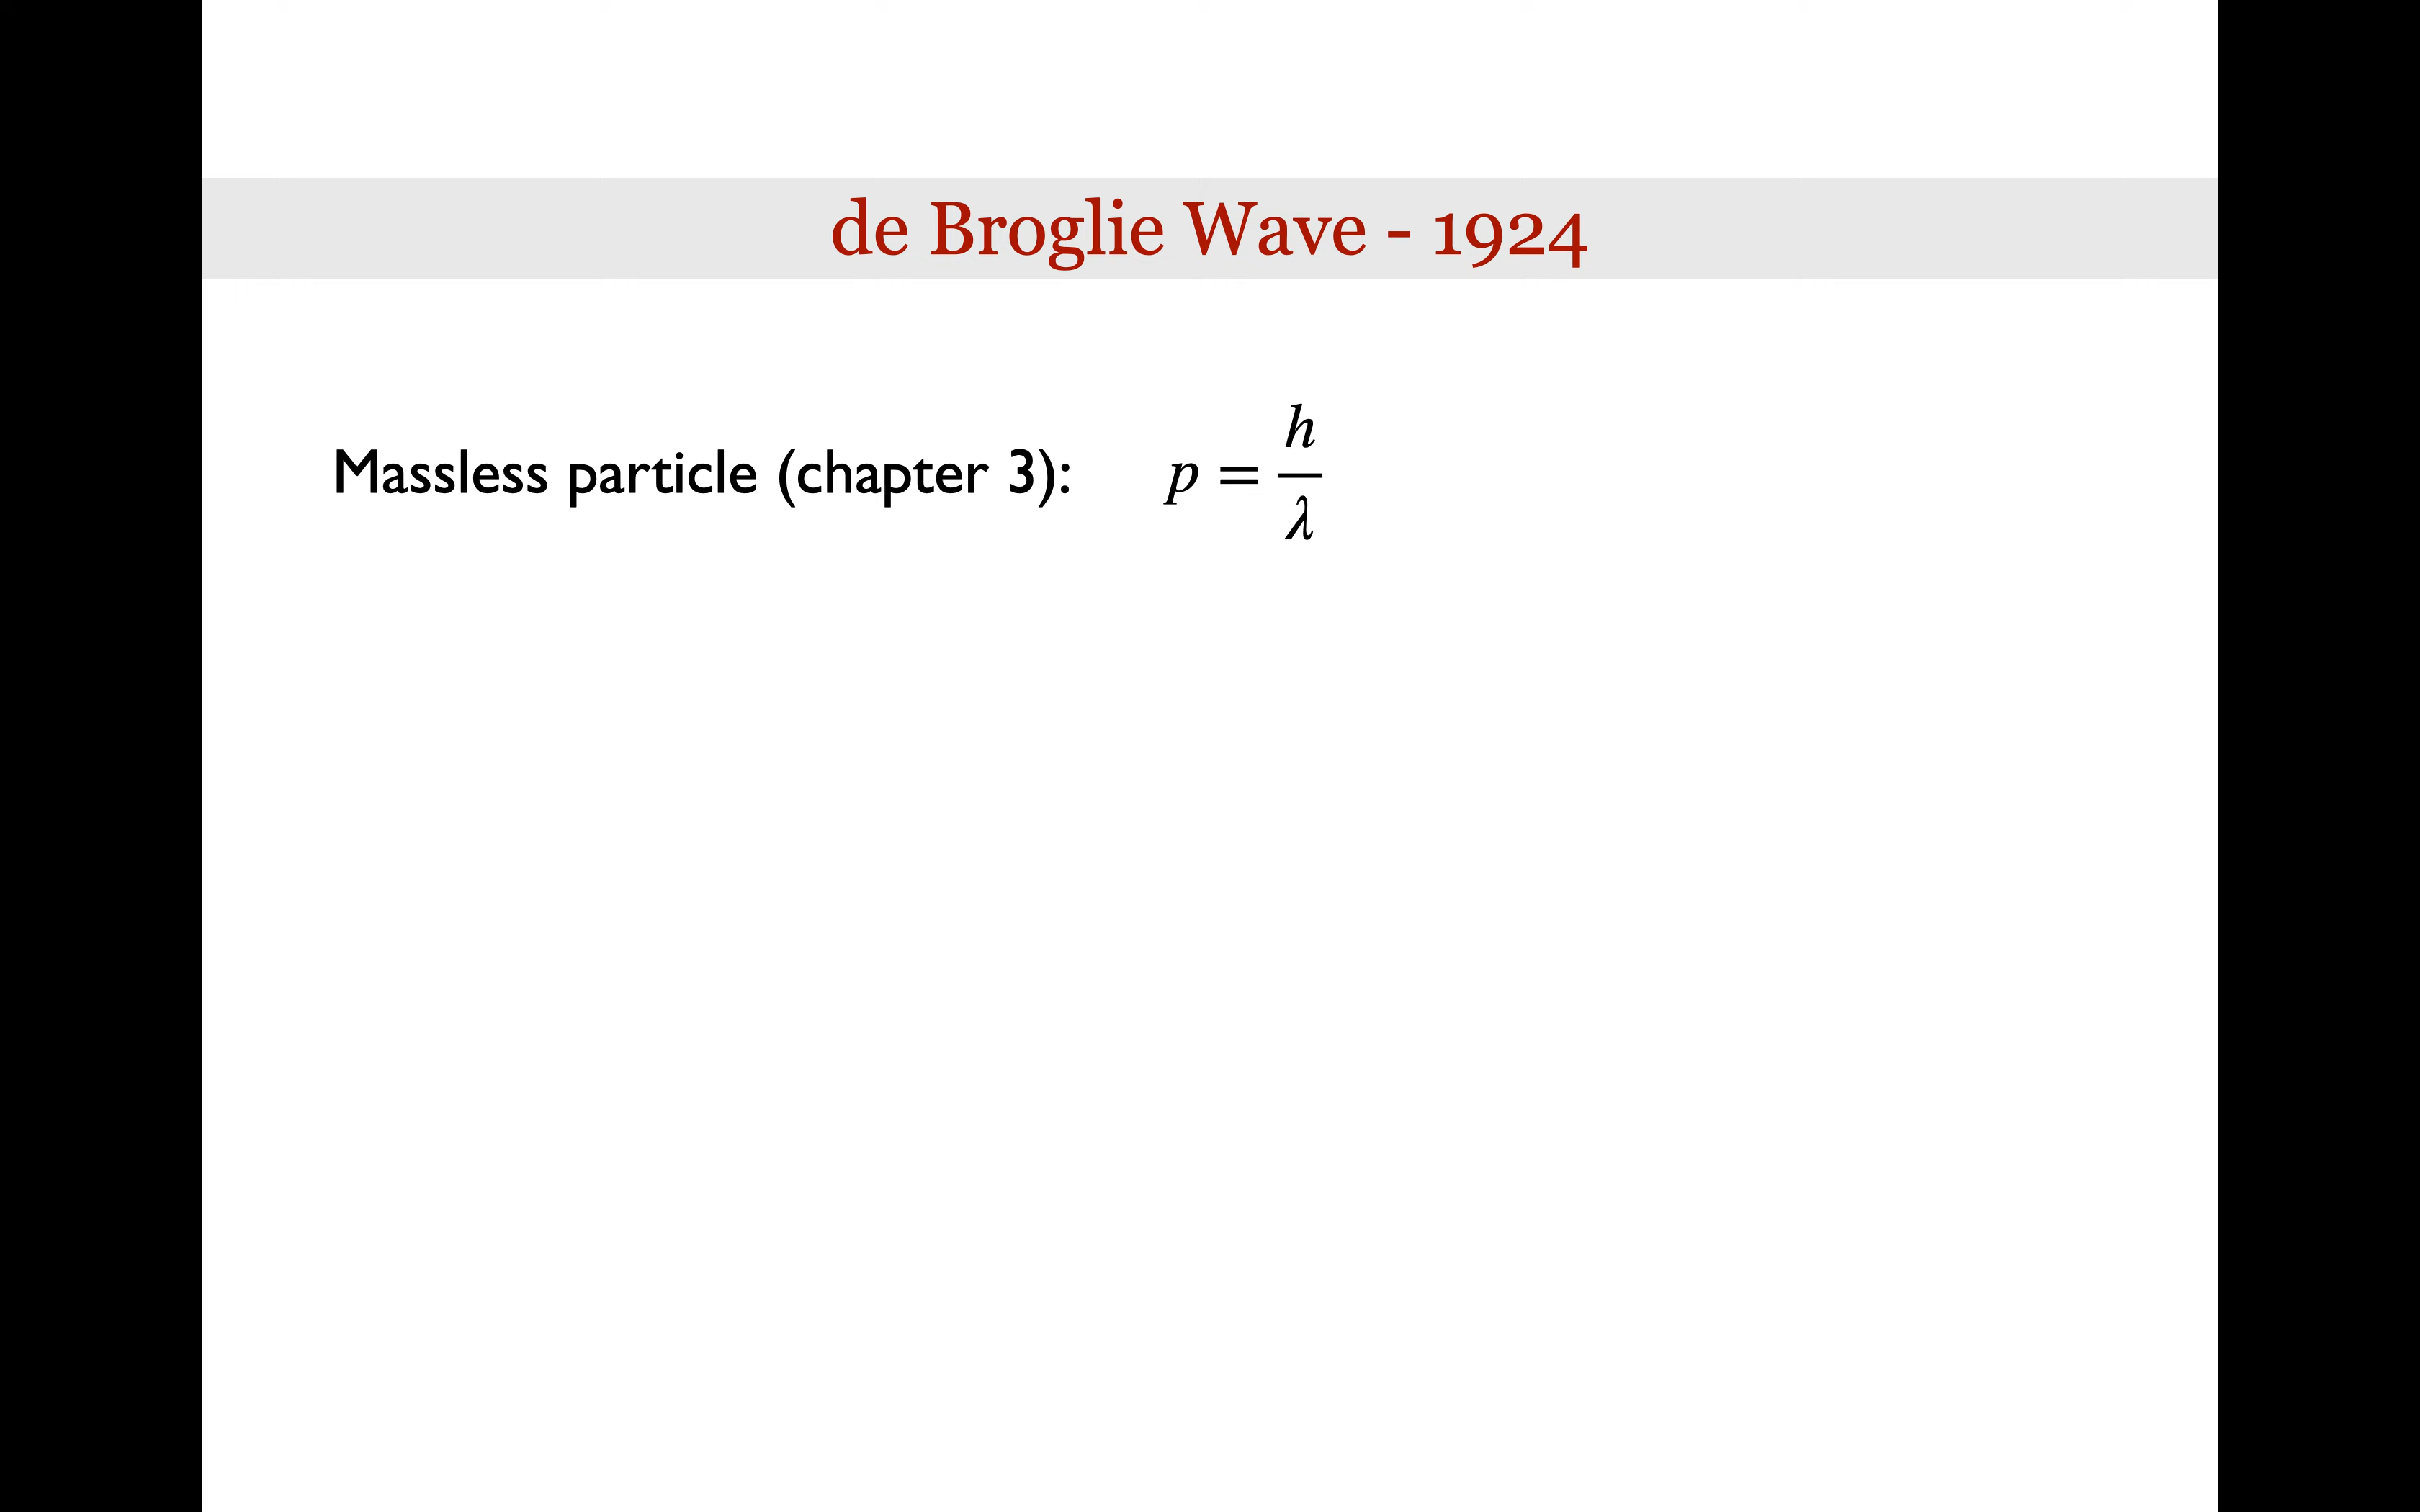 de Broglie Wave - 1924
Massless particle (chapter 3): p = h/λ